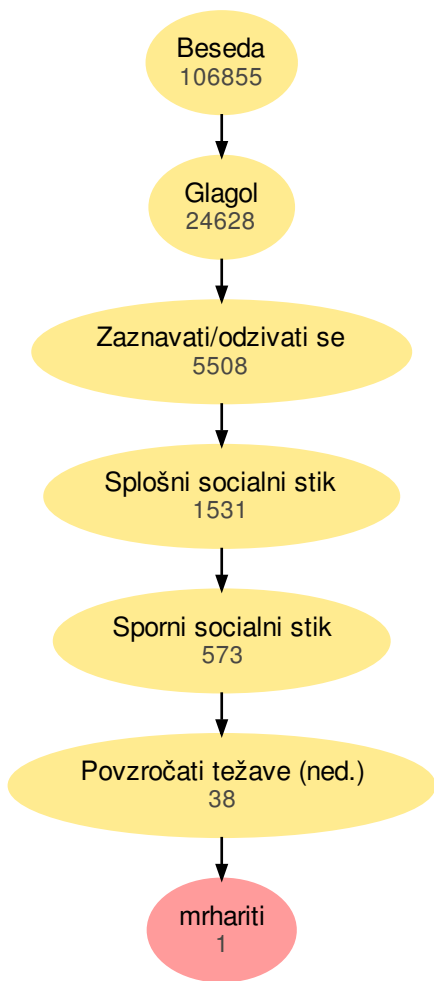 Beseda
106855
Glagol
24628
Zaznavati/odzivati se
5508
Splošni socialni stik
1531
Sporni socialni stik
573
Povzročati težave (ned.)
38
mrhariti
1